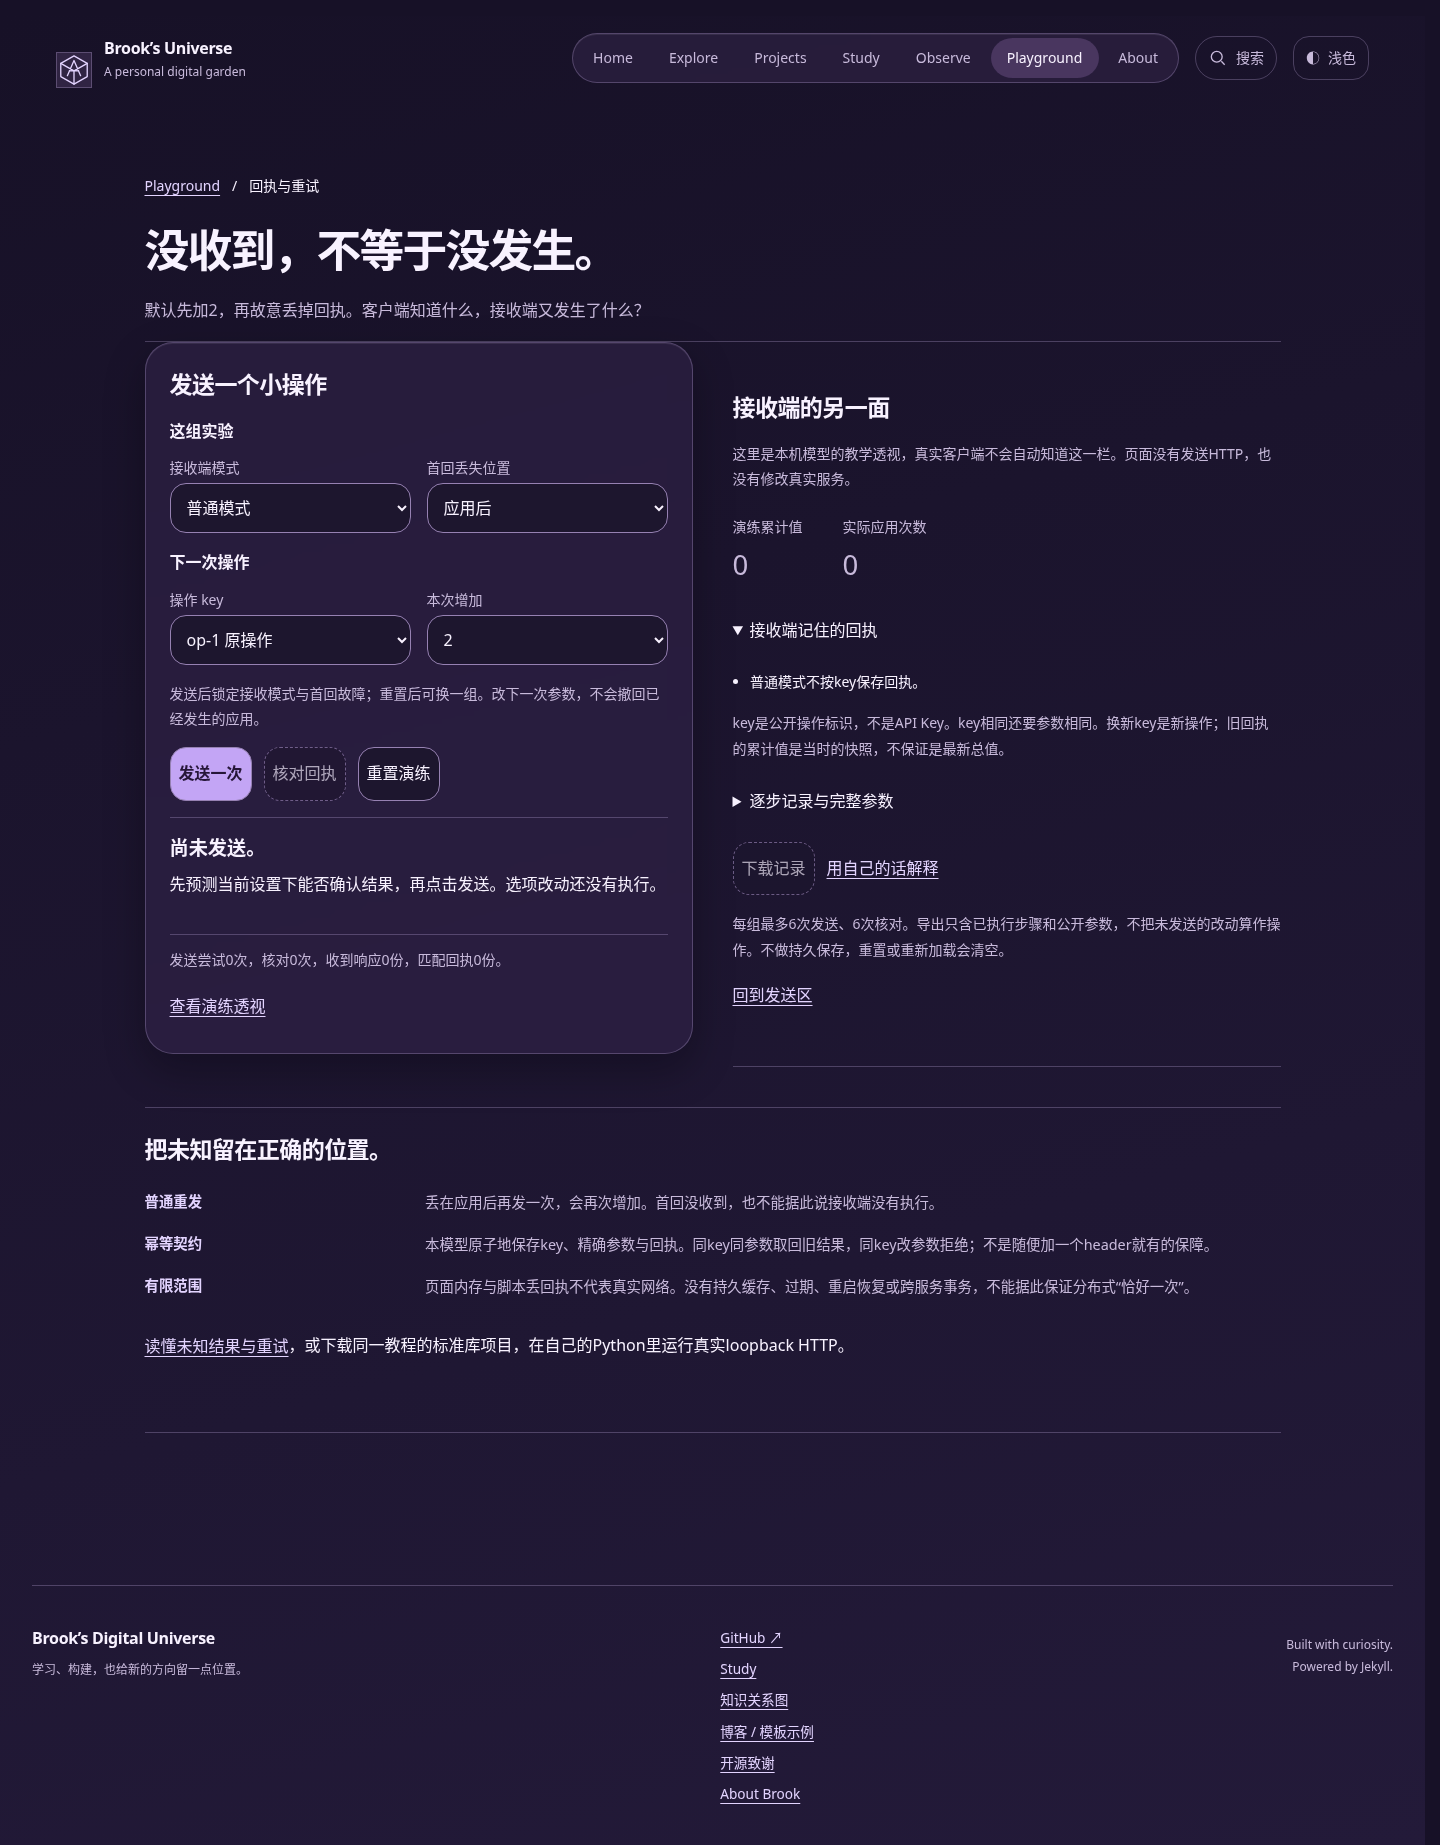 Brook’s Universe
A personal digital garden
Home
Explore
Projects
Study
Observe
Playground
About
搜索
浅色
Playground / 回执与重试
没收到，不等于没发生。
默认先加2，再故意丢掉回执。客户端知道什么，接收端又发生了什么？
发送一个小操作
这组实验
接收端模式
首回丢失位置
普通模式
应用后
下一次操作
操作 key
本次增加
op-1 原操作
2
发送后锁定接收模式与首回故障；重置后可换一组。改下一次参数，不会撤回已
经发生的应用。
发送一次
核对回执
重置演练
尚未发送。
先预测当前设置下能否确认结果，再点击发送。选项改动还没有执行。
发送尝试0次，核对0次，收到响应0份，匹配回执0份。
查看演练透视
接收端的另一面
这里是本机模型的教学透视，真实客户端不会自动知道这一栏。页面没有发送HTTP，也
没有修改真实服务。
演练累计值
实际应用次数
0
0
▼ 接收端记住的回执
• 普通模式不按key保存回执。
key是公开操作标识，不是API Key。key相同还要参数相同。换新key是新操作；旧回执
的累计值是当时的快照，不保证是最新总值。
▶ 逐步记录与完整参数
下载记录
用自己的话解释
每组最多6次发送、6次核对。导出只含已执行步骤和公开参数，不把未发送的改动算作操
作。不做持久保存，重置或重新加载会清空。
回到发送区
把未知留在正确的位置。
普通重发
丢在应用后再发一次，会再次增加。首回没收到，也不能据此说接收端没有执行。
幂等契约
本模型原子地保存key、精确参数与回执。同key同参数取回旧结果，同key改参数拒绝；不是随便加一个header就有的保障。
有限范围
页面内存与脚本丢回执不代表真实网络。没有持久缓存、过期、重启恢复或跨服务事务，不能据此保证分布式“恰好一次”。
读懂未知结果与重试，或下载同一教程的标准库项目，在自己的Python里运行真实loopback HTTP。
Brook’s Digital Universe
学习、构建，也给新的方向留一点位置。
GitHub ↗
Study
知识关系图
博客 / 模板示例
开源致谢
About Brook
Built with curiosity.
Powered by Jekyll.